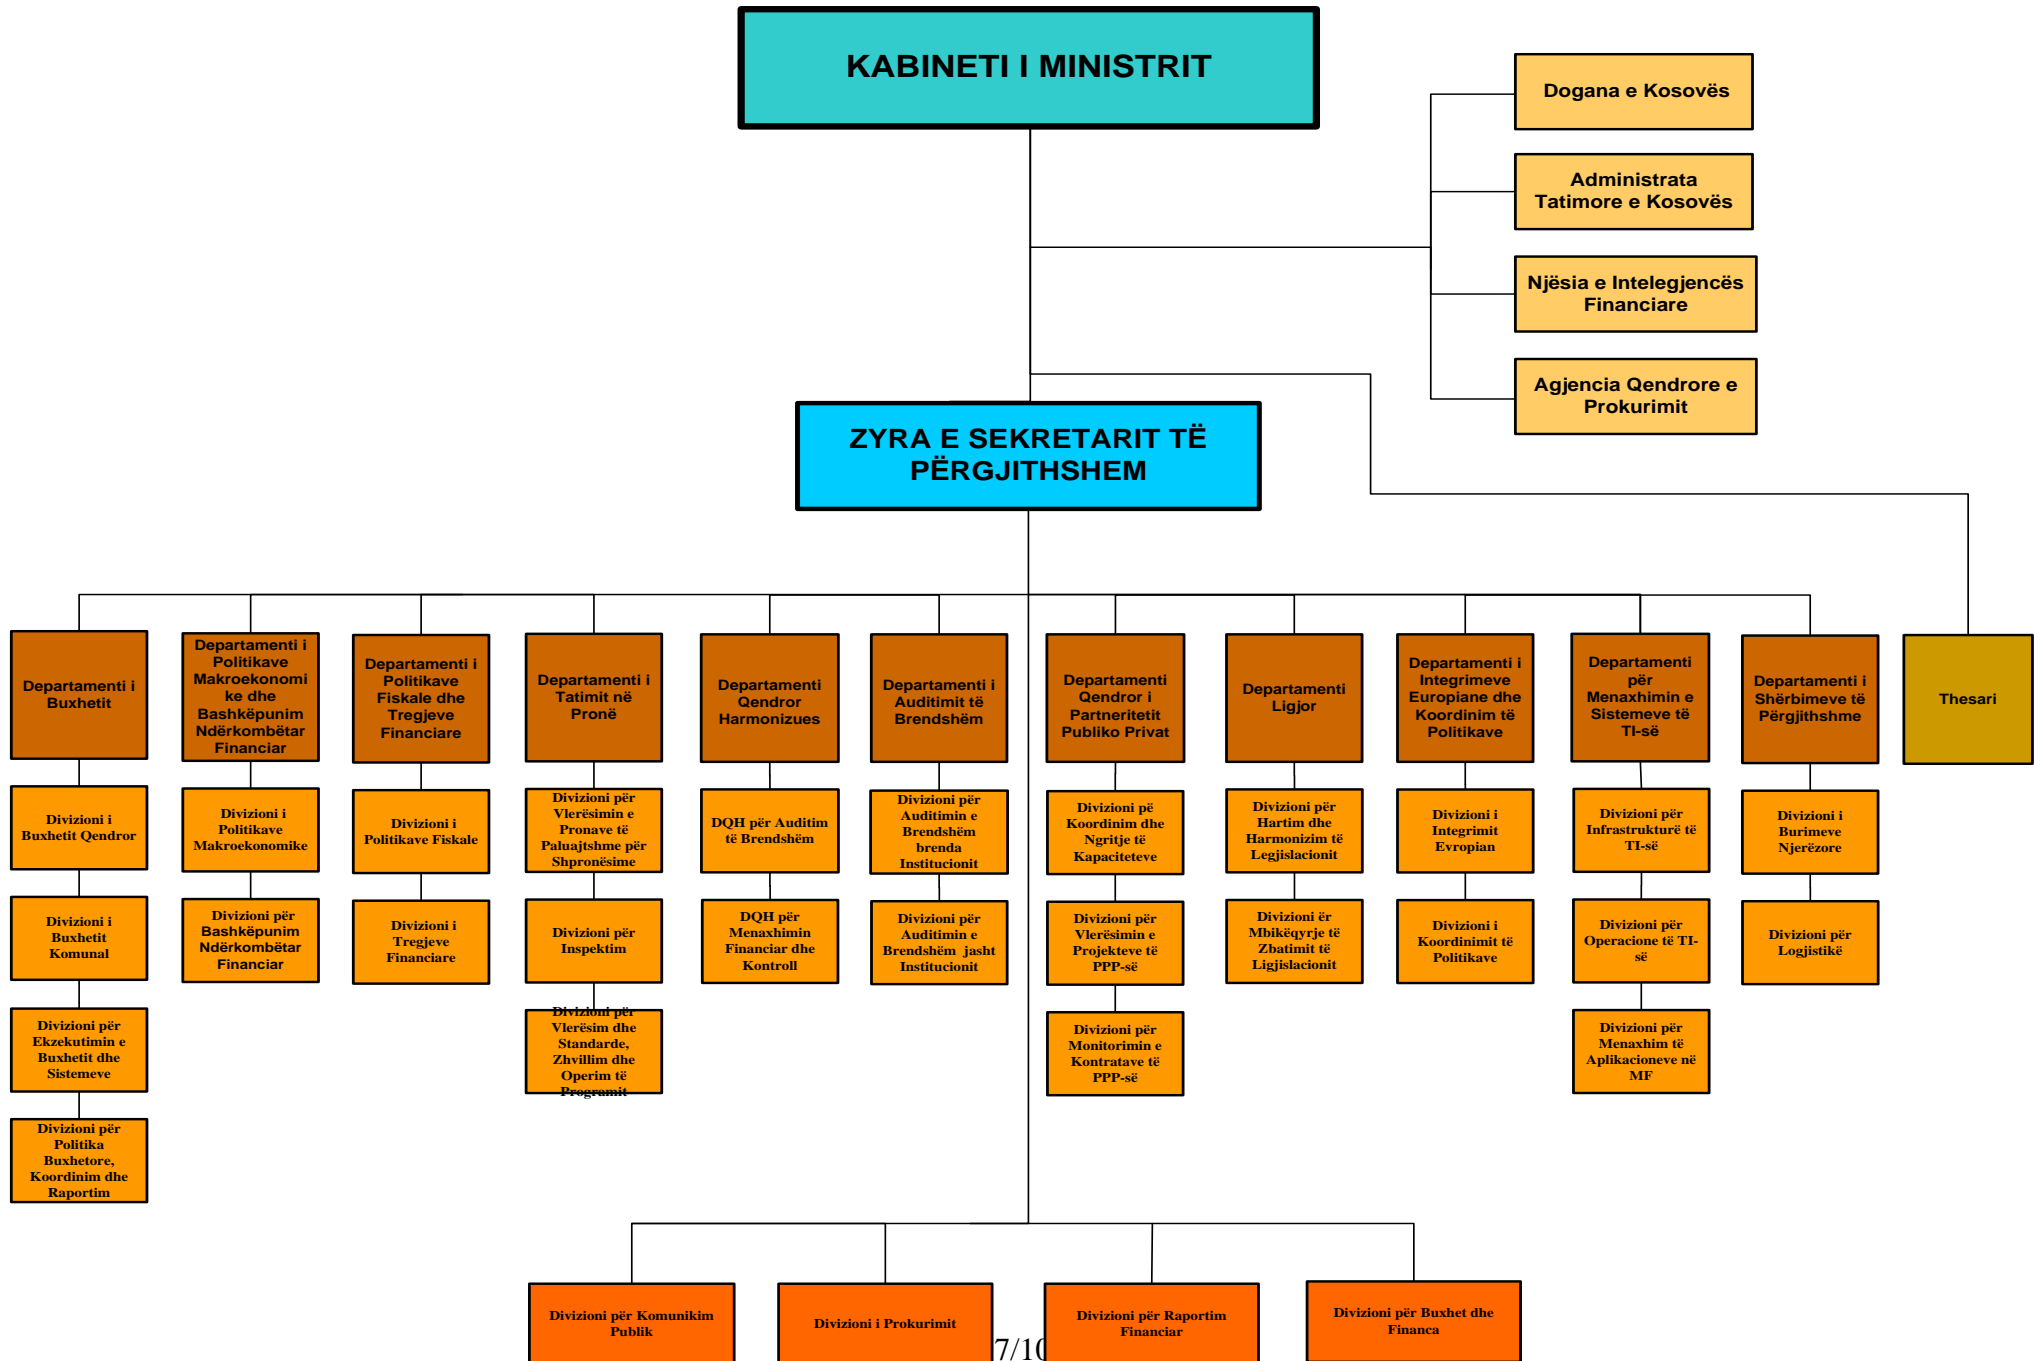 KABINETI I MINISTRIT
Dogana e Kosovës
Administrata
Tatimore e Kosovës
Njësia e Intelegjencës
Financiare
Agjencia Qendrore e
Prokurimit
ZYRA E SEKRETARIT TË
PËRGJITHSHEM
Departamenti i
Buxhetit
Departamenti i
Politikave
Makroekonomi
ke dhe
Bashkëpunim
Ndërkombëtar
Financiar
Departamenti i
Politikave
Fiskale dhe
Tregjeve
Financiare
Departamenti i
Tatimit në
Pronë
Departamenti
Qendror
Harmonizues
Departamenti i
Auditimit të
Brendshëm
Departamenti
Qendror i
Partneritetit
Publiko Privat
Departamenti
Ligjor
Departamenti i
Integrimeve
Europiane dhe
Koordinim të
Politikave
Departamenti
për
Menaxhimin e
Sistemeve të
TI-së
Departamenti i
Shërbimeve të
Përgjithshme
Thesari
Divizioni i
Buxhetit Qendror
Divizioni i
Politikave
Makroekonomike
Divizioni i
Politikave Fiskale
Divizioni për
Vlerësimin e
Pronave të
Paluajtshme për
Shpronësime
DQH për Auditim
të Brendshëm
Divizioni për
Auditimin e
Brendshëm
brenda
Institucionit
Divizioni pë
Koordinim dhe
Ngritje të
Kapaciteteve
Divizioni për
Hartim dhe
Harmonizim të
Legjislacionit
Divizioni i
Integrimit
Evropian
Divizioni për
Infrastrukturë të
TI-së
Divizioni i
Burimeve
Njerëzore
Divizioni i
Buxhetit
Komunal
Divizioni për
Bashkëpunim
Ndërkombëtar
Financiar
Divizioni i
Tregjeve
Financiare
Divizioni për
Inspektim
DQH për
Menaxhimin
Financiar dhe
Kontroll
Divizioni për
Auditimin e
Brendshëm jasht
Institucionit
Divizioni për
Vlerësimin e
Projekteve të
PPP-së
Divizioni ër
Mbikëqyrje të
Zbatimit të
Ligjislacionit
Divizioni i
Koordinimit të
Politikave
Divizioni për
Operacione të TI-
së
Divizioni për
Logjistikë
Divizioni për
Ekzekutimin e
Buxhetit dhe
Sistemeve
Divizioni për
Vlerësim dhe
Standarde,
Zhvillim dhe
Operim të
Programit
Divizioni për
Monitorimin e
Kontratave të
PPP-së
Divizioni për
Menaxhim të
Aplikacioneve në
MF
Divizioni për
Politika
Buxhetore,
Koordinim dhe
Raportim
Divizioni për Komunikim
Publik
Divizioni i Prokurimit
Divizioni për Raportim
Financiar
Divizioni për Buxhet dhe
Financa
7/10